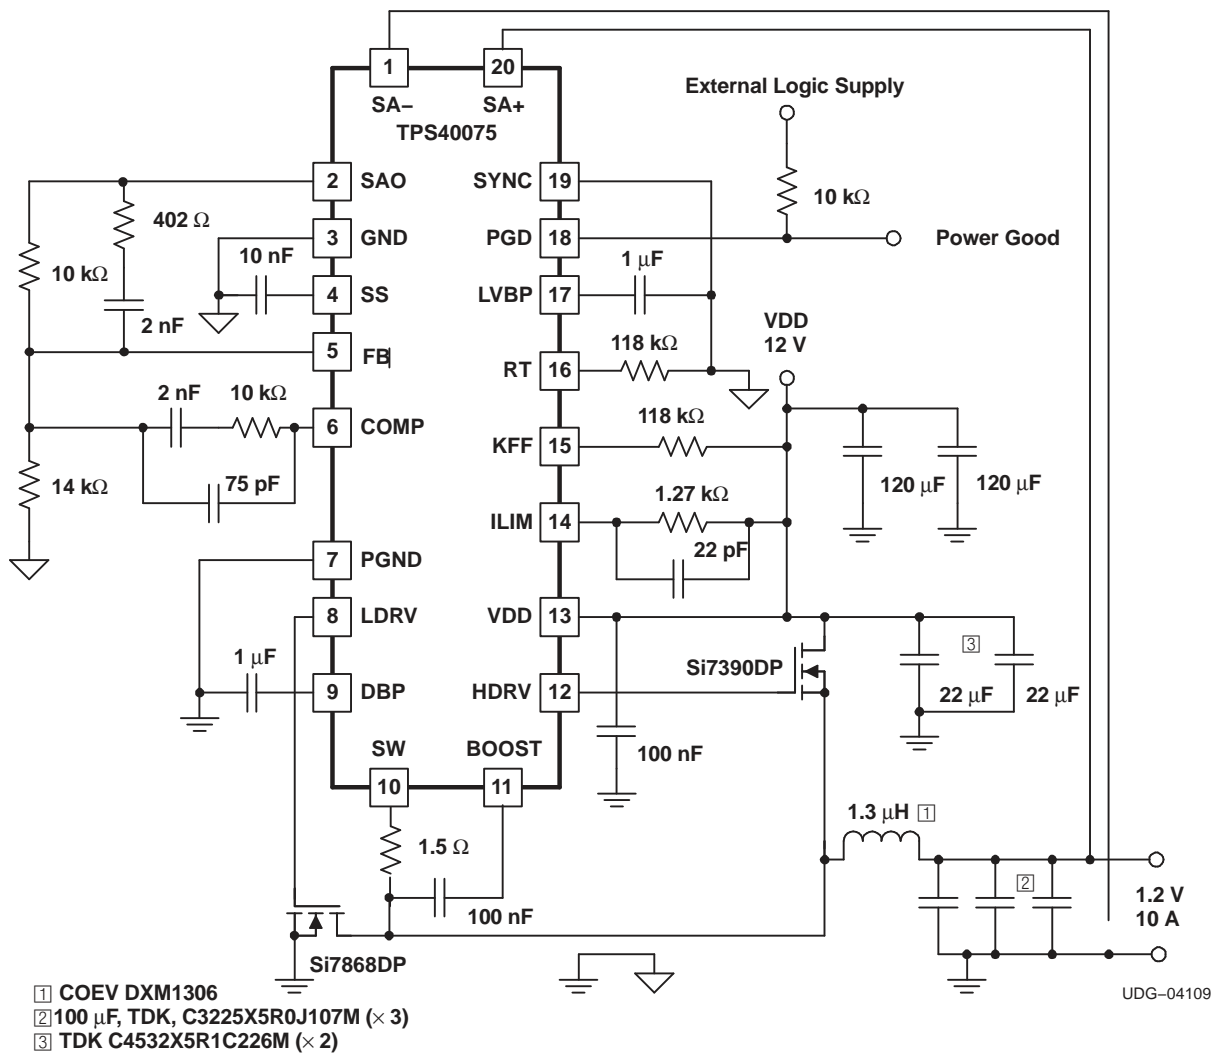 1
20
SA–
SA+
TPS40075
External Logic Supply
10 kΩ
2
SAO
SYNC
19
402 Ω
3
GND
PGD
18
Power Good
10 kΩ
10 nF
1 µF
4
SS
LVBP
17
2 nF
VDD
12 V
5
FB
118 kΩ
RT
16
2 nF
10 kΩ
118 kΩ
6
COMP
KFF
15
14 kΩ
75 pF
1.27 kΩ
120 µF
120 µF
ILIM
14
22 pF
7
PGND
8
LDRV
VDD
13
1 µF
Si7390DP
3
9
DBP
HDRV
12
22 µF
22 µF
SW
BOOST
100 nF
10
11
1.3 µH 1
1.5 Ω
2
1.2 V
10 A
100 nF
Si7868DP
UDG–04109
1 COEV DXM1306
2 100 µF, TDK, C3225X5R0J107M (× 3)
3 TDK C4532X5R1C226M (× 2)